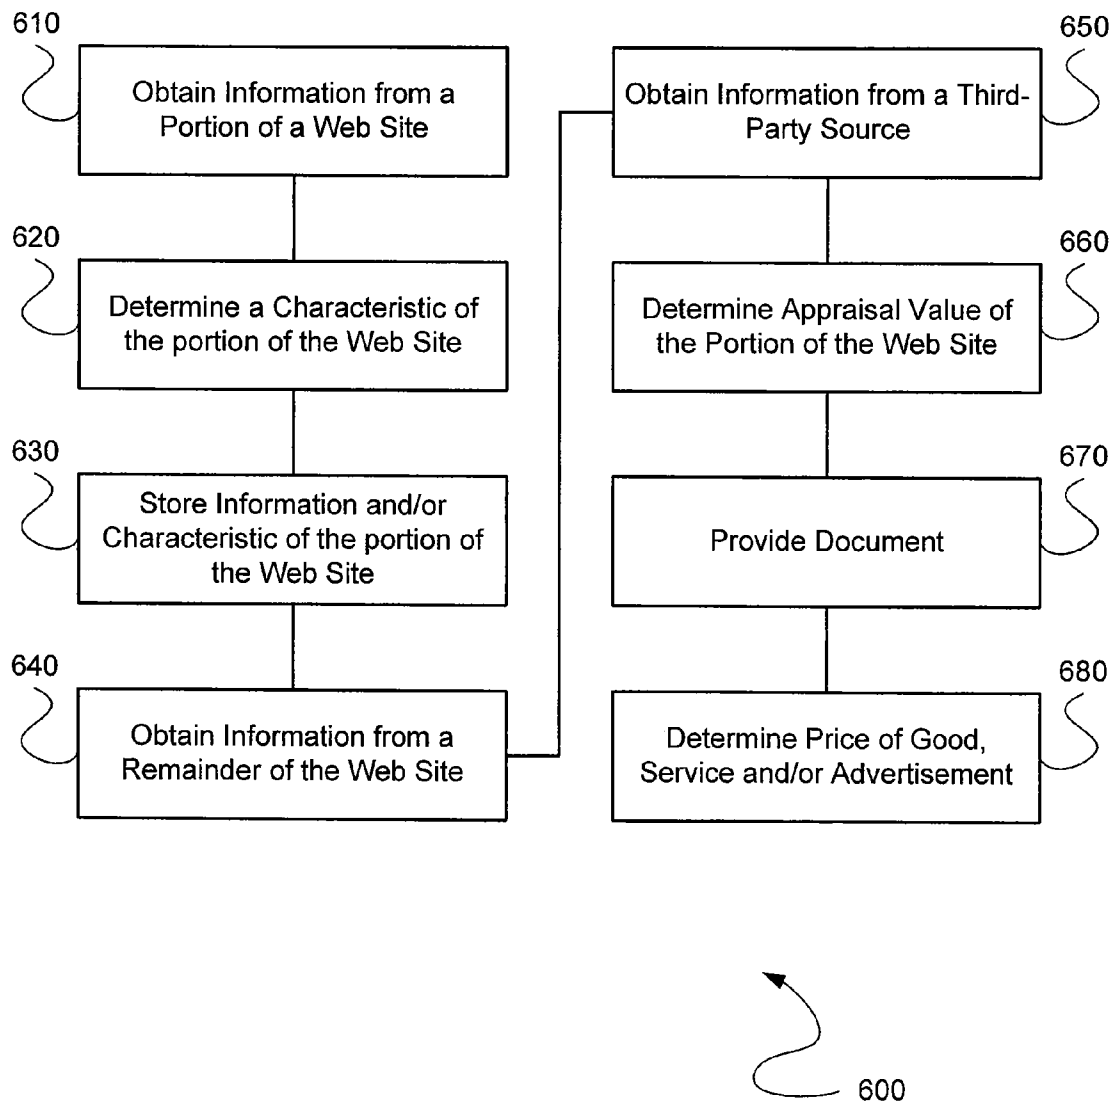 610
Obtain Information from a
Portion of a Web Site
620
Determine a Characteristic of
the portion of the Web Site
630
Store Information and/or
Characteristic of the portion of
the Web Site
640
Obtain Information from a
Remainder of the Web Site
650
Obtain Information from a Third-
Party Source
660
Determine Appraisal Value of
the Portion of the Web Site
670
Provide Document
680
Determine Price of Good,
Service and/or Advertisement
600